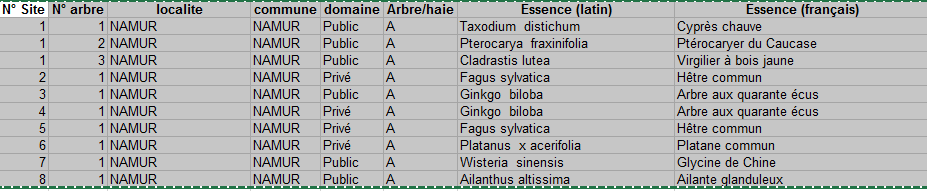 N° Site N° arbre localite commune domaine Arbre/haie Essence (latin) Essence (français)
1 1 NAMUR NAMUR Public A Taxodium distichum Cyprès chauve
1 2 NAMUR NAMUR Public A Pterocarya fraxinifolia Ptérocaryer du Caucase
1 3 NAMUR NAMUR Public A Cladrastis lutea Virgilier à bois jaune
2 1 NAMUR NAMUR Privé A Fagus sylvatica Hêtre commun
3 1 NAMUR NAMUR Public A Ginkgo biloba Arbre aux quarante écus
4 1 NAMUR NAMUR Privé A Ginkgo biloba Arbre aux quarante écus
5 1 NAMUR NAMUR Privé A Fagus sylvatica Hêtre commun
6 1 NAMUR NAMUR Privé A Platanus x acerifolia Platane commun
7 1 NAMUR NAMUR Public A Wisteria sinensis Glycine de Chine
8 1 NAMUR NAMUR Public A Ailanthus altissima Ailante glanduleux